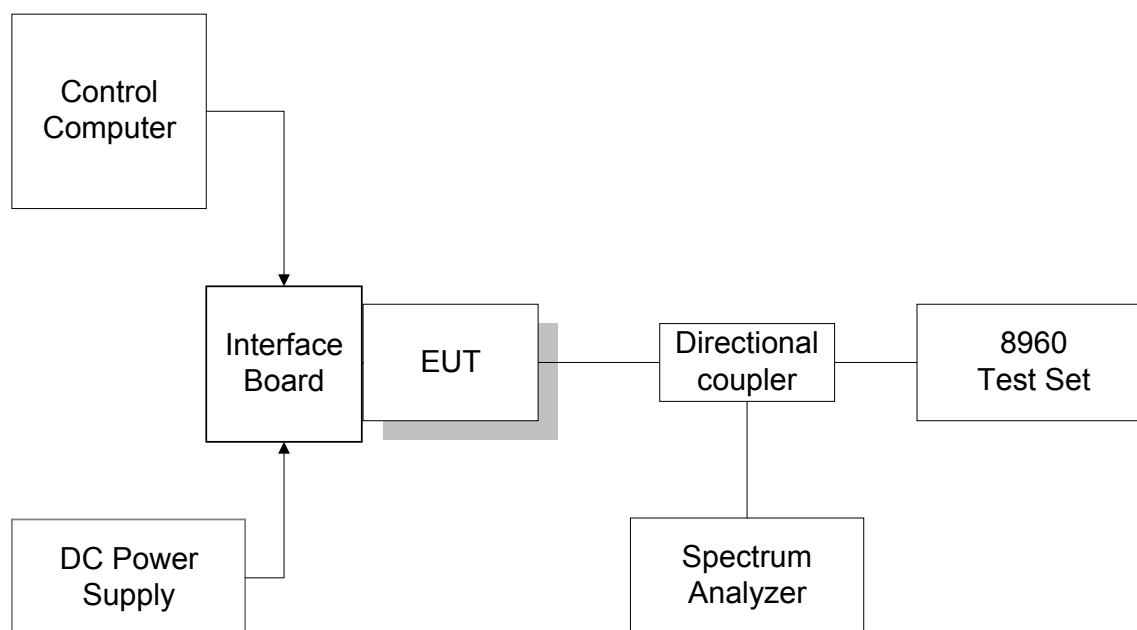 Control
Computer
Interface
Board
EUT
Directional
coupler
8960
Test Set
DC Power
Supply
Spectrum
Analyzer